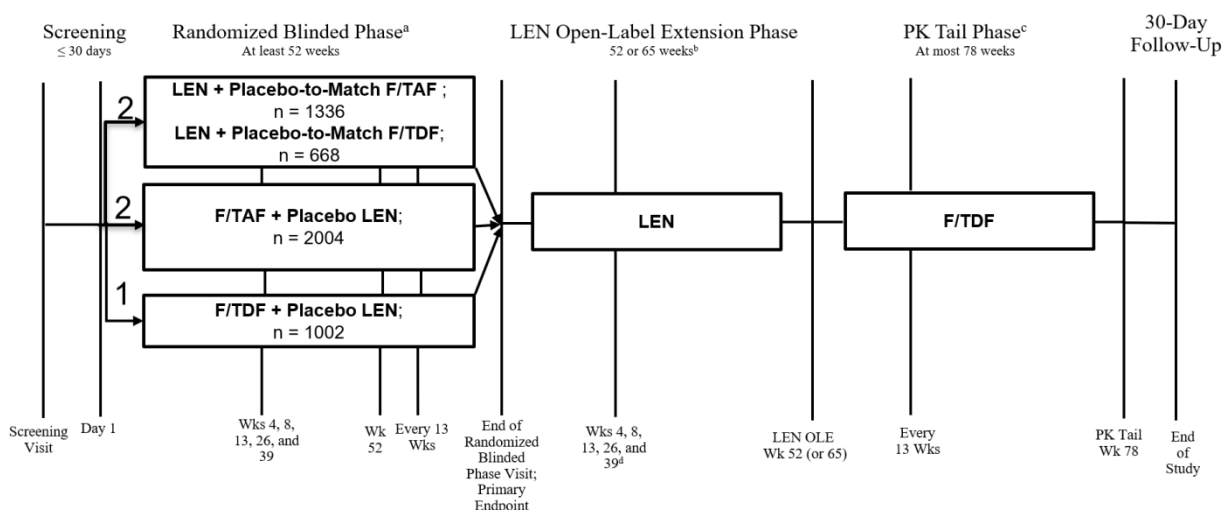 Screening
≤ 30 days
Randomized Blinded Phaseᵃ
At least 52 weeks
LEN Open-Label Extension Phase
52 or 65 weeksᵇ
PK Tail Phaseᶜ
At most 78 weeks
30-Day
Follow-Up
2
LEN + Placebo-to-Match F/TAF ;
n = 1336
LEN + Placebo-to-Match F/TDF;
n = 668
2
F/TAF + Placebo LEN;
n = 2004
1
F/TDF + Placebo LEN;
n = 1002
LEN
F/TDF
Screening
Visit
Day 1
Wks 4, 8,
13, 26, and
39
Wk
52
Every 13
Wks
End of
Randomized
Blinded
Phase Visit;
Primary
Endpoint
Wks 4, 8,
13, 26, and
39ᵈ
LEN OLE
Wk 52 (or 65)
Every
13 Wks
PK Tail
Wk 78
End
of
Study